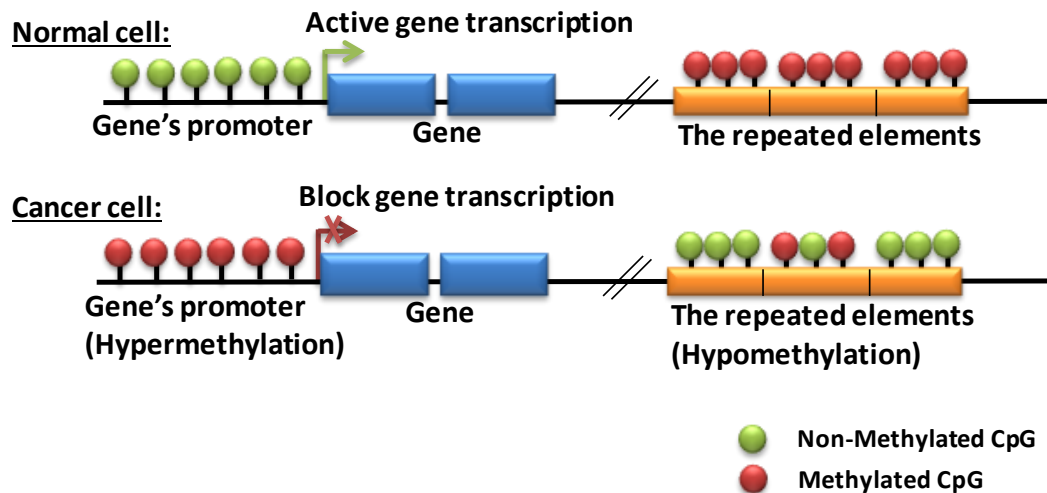 Normal cell:
Active gene transcription
Gene's promoter
Gene
The repeated elements
Cancer cell:
Block gene transcription
Gene's promoter
(Hypermethylation)
Gene
The repeated elements
(Hypomethylation)
Non-Methylated CpG
Methylated CpG